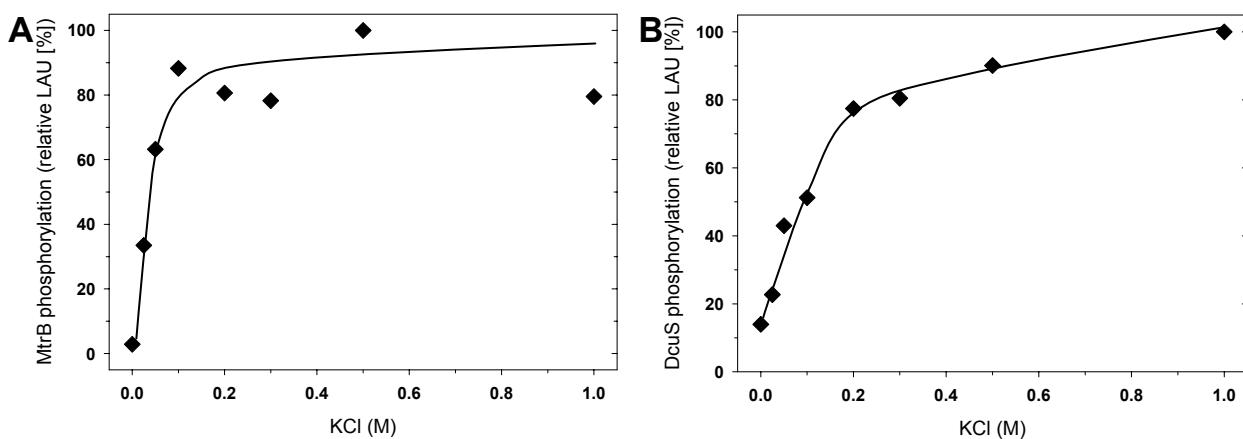 A
MtrB phosphorylation (relative LAU [%])
100
80
60
40
20
0
0.0 0.2 0.4 0.6 0.8 1.0
KCl (M)
B
DcuS phosphorylation (relative LAU [%])
100
80
60
40
20
0
0.0 0.2 0.4 0.6 0.8 1.0
KCl (M)